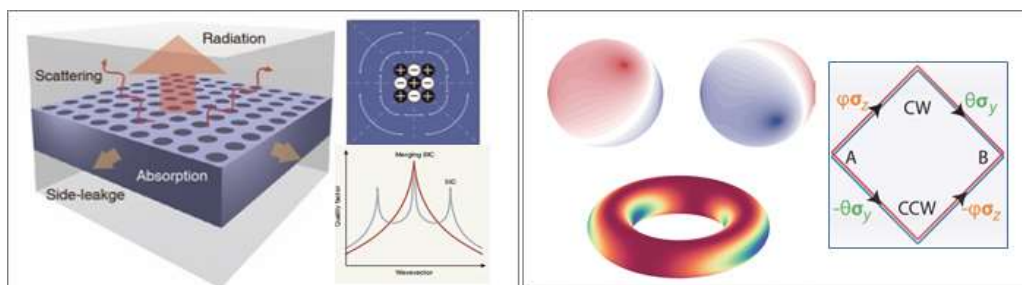 Radiation
Scattering
Absorption
Side-leakge
+ − +
− + −
+ − +
Merging BIC
BIC
Quality factor
Wavevector
φσz
CW
θσy
A
B
-θσy
CCW
-φσz